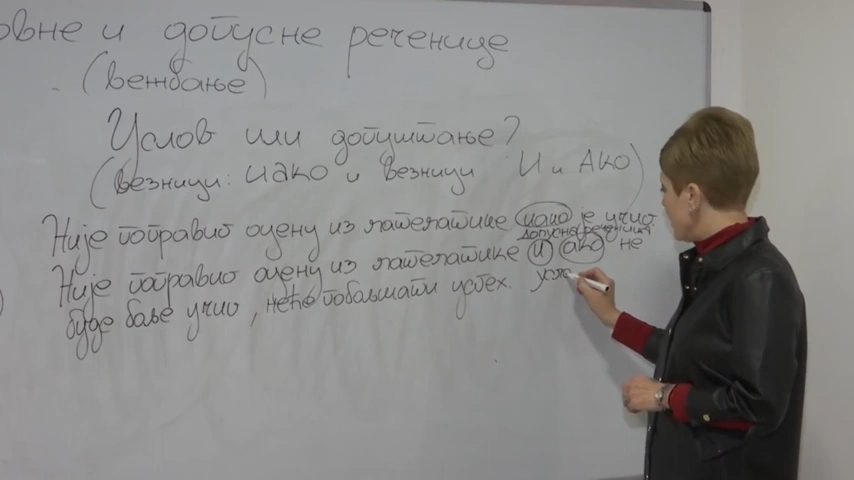 овне и допусне реченице
(вежбање)
Услов или допуштање?
(везници: ИАКО и везници И и АКО)
Није поправио оцену из математике иако је учио.
допусна реченица
Није поправио оцену из математике и ако не
буде боље учио, неће побољшати успех. усло